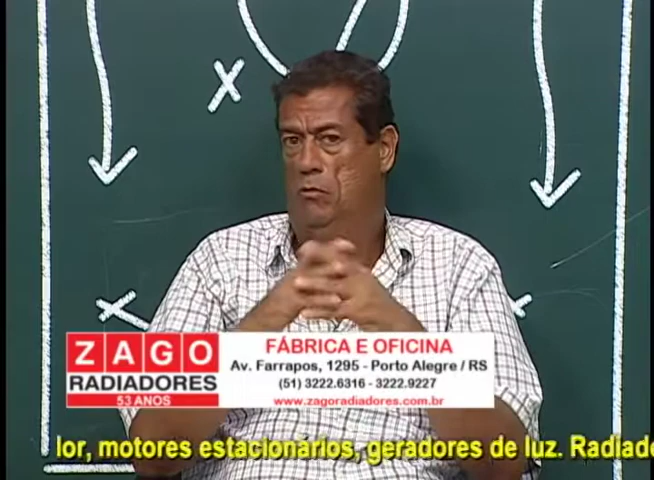 ZAGO
RADIADORES
53 ANOS
FÁBRICA E OFICINA
Av. Farrapos, 1295 - Porto Alegre / RS
(51) 3222.6316 - 3222.9227
www.zagoradiadores.com.br
lor, motores estacionários, geradores de luz. Radiado